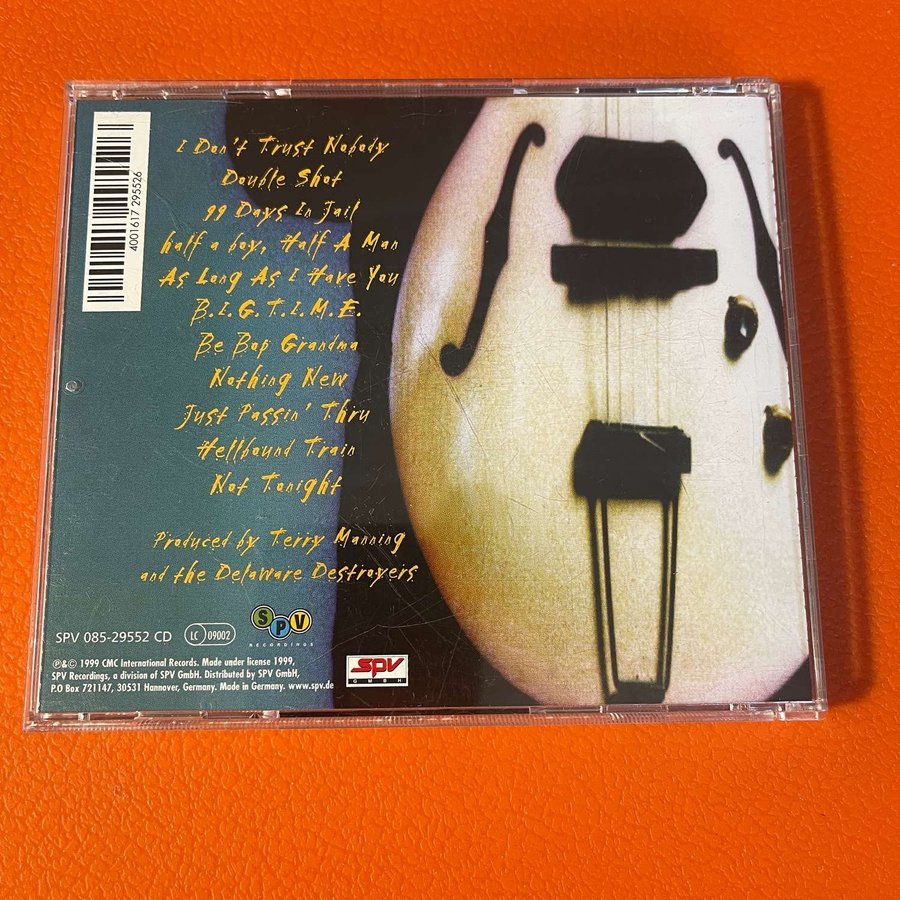 4001617 295526
I Don't Trust Nobody
Double Shot
99 Days In Jail
half a boy, Half A Man
As Long As I Have You
B.I.G.T.I.M.E.
Be Bop Grandma
Nothing New
Just Passin' Thru
Hellbound Train
Not Tonight
Produced by Terry Manning
and the Delaware Destroyers
SPV 085-29552 CD
LC 09002
SPV
RECORDINGS
℗&© 1999 CMC International Records. Made under license 1999,
SPV Recordings, a division of SPV GmbH. Distributed by SPV GmbH,
P.O Box 721147, 30531 Hannover, Germany. Made in Germany. www.spv.de
SPV
GMBH